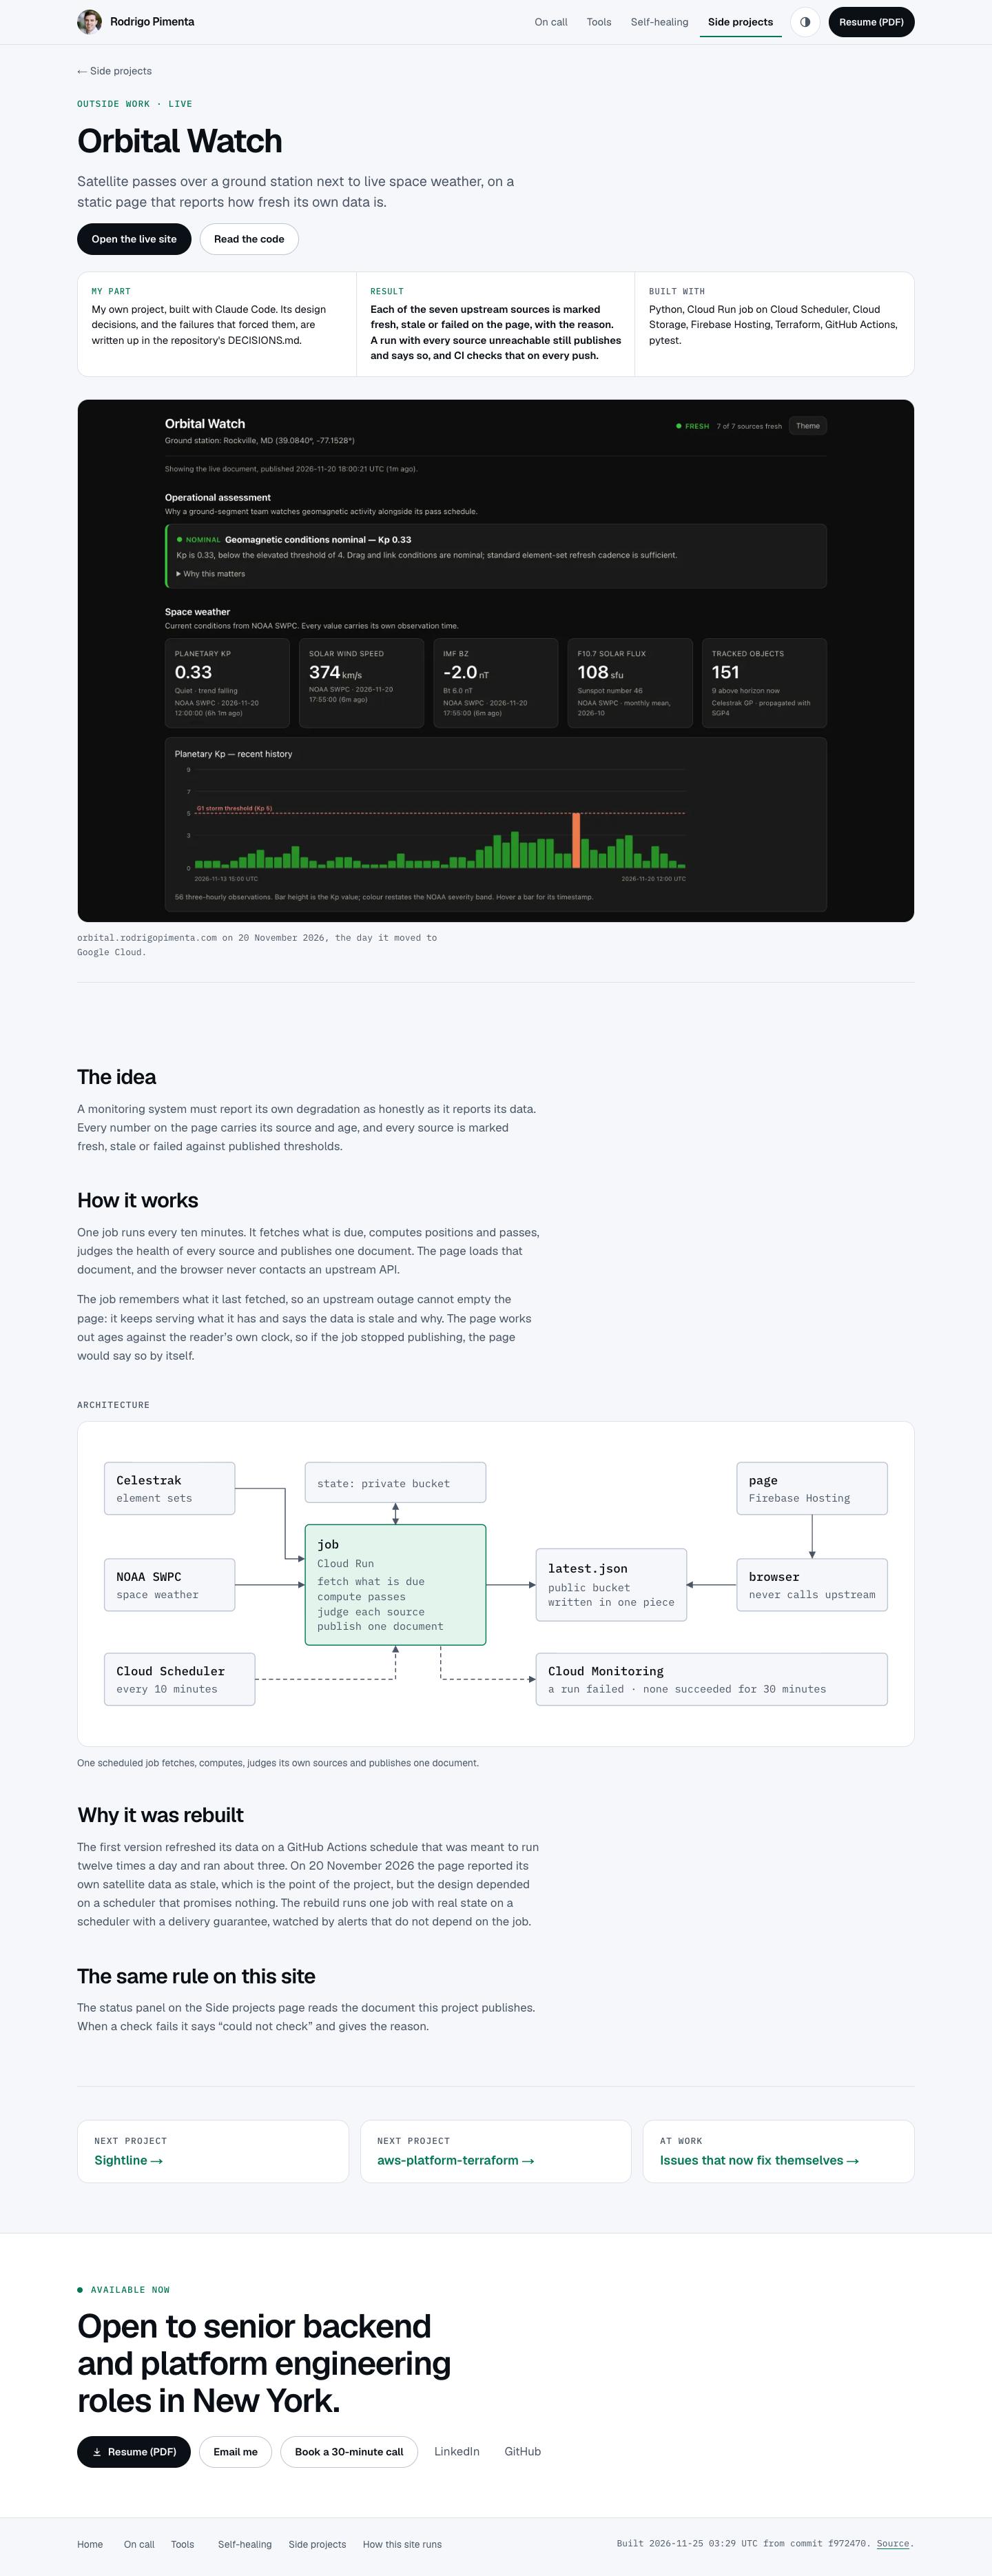 Rodrigo Pimenta
On call
Tools
Self-healing
Side projects
Resume (PDF)
← Side projects
OUTSIDE WORK · LIVE
Orbital Watch
Satellite passes over a ground station next to live space weather, on a
static page that reports how fresh its own data is.
Open the live site
Read the code
MY PART
My own project, built with Claude Code. Its design
decisions, and the failures that forced them, are
written up in the repository's DECISIONS.md.
RESULT
Each of the seven upstream sources is marked
fresh, stale or failed on the page, with the reason.
A run with every source unreachable still publishes
and says so, and CI checks that on every push.
BUILT WITH
Python, Cloud Run job on Cloud Scheduler, Cloud
Storage, Firebase Hosting, Terraform, GitHub Actions,
pytest.
Orbital Watch
Ground station: Rockville, MD (39.0840°, -77.1528°)
FRESH 7 of 7 sources fresh
Theme
Showing the live document, published 2026-11-20 18:00:21 UTC (1m ago).
Operational assessment
Why a ground-segment team watches geomagnetic activity alongside its pass schedule.
NOMINAL Geomagnetic conditions nominal — Kp 0.33
Kp is 0.33, below the elevated threshold of 4. Drag and link conditions are nominal; standard element-set refresh cadence is sufficient.
▶ Why this matters
Space weather
Current conditions from NOAA SWPC. Every value carries its own observation time.
PLANETARY KP
0.33
Quiet · trend falling
NOAA SWPC · 2026-11-20
12:00:00 (6h 1m ago)
SOLAR WIND SPEED
374 km/s
NOAA SWPC · 2026-11-20
17:55:00 (6m ago)
IMF BZ
-2.0 nT
Bt 6.0 nT
NOAA SWPC · 2026-11-20
17:55:00 (6m ago)
F10.7 SOLAR FLUX
108 sfu
Sunspot number 46
NOAA SWPC · monthly mean,
2026-10
TRACKED OBJECTS
151
9 above horizon now
Celestrak GP · propagated with
SGP4
Planetary Kp — recent history
9
7
5
3
0
G1 storm threshold (Kp 5)
2026-11-13 15:00 UTC
2026-11-20 12:00 UTC
56 three-hourly observations. Bar height is the Kp value; colour restates the NOAA severity band. Hover a bar for its timestamp.
orbital.rodrigopimenta.com on 20 November 2026, the day it moved to
Google Cloud.
The idea
A monitoring system must report its own degradation as honestly as it reports its data.
Every number on the page carries its source and age, and every source is marked
fresh, stale or failed against published thresholds.
How it works
One job runs every ten minutes. It fetches what is due, computes positions and passes,
judges the health of every source and publishes one document. The page loads that
document, and the browser never contacts an upstream API.
The job remembers what it last fetched, so an upstream outage cannot empty the
page: it keeps serving what it has and says the data is stale and why. The page works
out ages against the reader's own clock, so if the job stopped publishing, the page
would say so by itself.
ARCHITECTURE
Celestrak
element sets
NOAA SWPC
space weather
Cloud Scheduler
every 10 minutes
state: private bucket
job
Cloud Run
fetch what is due
compute passes
judge each source
publish one document
latest.json
public bucket
written in one piece
page
Firebase Hosting
browser
never calls upstream
Cloud Monitoring
a run failed · none succeeded for 30 minutes
One scheduled job fetches, computes, judges its own sources and publishes one document.
Why it was rebuilt
The first version refreshed its data on a GitHub Actions schedule that was meant to run
twelve times a day and ran about three. On 20 November 2026 the page reported its
own satellite data as stale, which is the point of the project, but the design depended
on a scheduler that promises nothing. The rebuild runs one job with real state on a
scheduler with a delivery guarantee, watched by alerts that do not depend on the job.
The same rule on this site
The status panel on the Side projects page reads the document this project publishes.
When a check fails it says “could not check” and gives the reason.
NEXT PROJECT
Sightline →
NEXT PROJECT
aws-platform-terraform →
AT WORK
Issues that now fix themselves →
AVAILABLE NOW
Open to senior backend
and platform engineering
roles in New York.
Resume (PDF)
Email me
Book a 30-minute call
LinkedIn
GitHub
Home
On call
Tools
Self-healing
Side projects
How this site runs
Built 2026-11-25 03:29 UTC from commit f972470. Source.